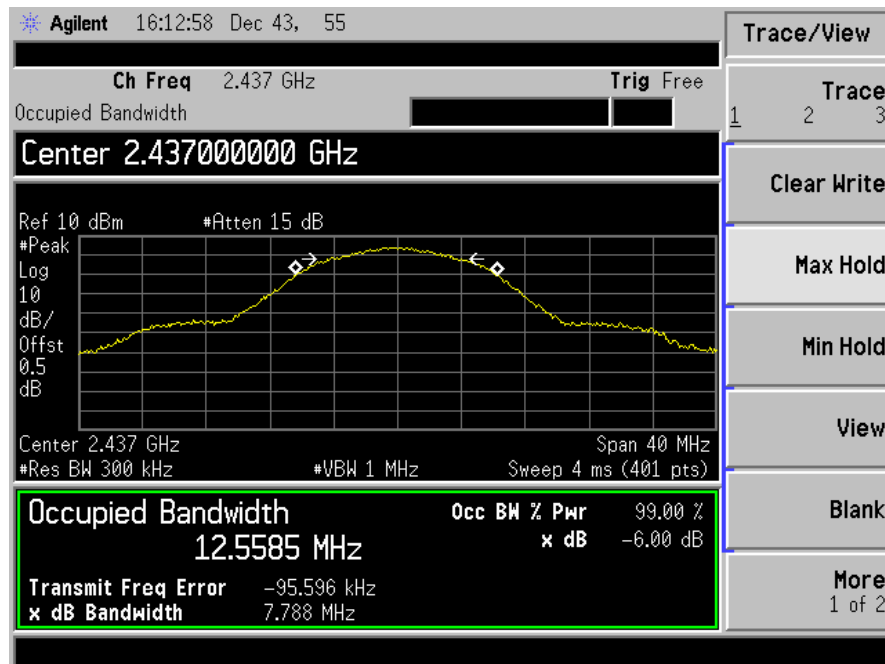 Agilent 16:12:58 Dec 43, 55
Trace/View
Ch Freq 2.437 GHz Trig Free
Occupied Bandwidth
Trace
1 2 3
Center 2.437000000 GHz
Clear Write
Ref 10 dBm #Atten 15 dB
#Peak
Log
10
dB/
Offst
0.5
dB
Max Hold
Min Hold
View
Center 2.437 GHz Span 40 MHz
#Res BW 300 kHz #VBW 1 MHz Sweep 4 ms (401 pts)
Blank
Occupied Bandwidth Occ BW % Pwr 99.00 %
12.5585 MHz x dB -6.00 dB
Transmit Freq Error -95.596 kHz
x dB Bandwidth 7.788 MHz
More
1 of 2